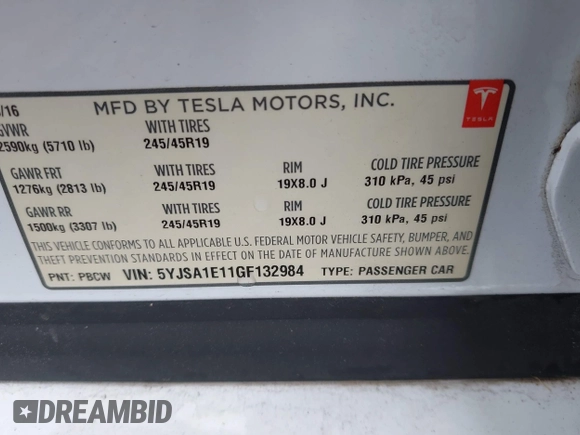 /16 MFD BY TESLA MOTORS, INC.
TESLA
GVWR WITH TIRES
2590kg (5710 lb) 245/45R19
GAWR FRT WITH TIRES RIM COLD TIRE PRESSURE
1276kg (2813 lb) 245/45R19 19X8.0 J 310 kPa, 45 psi
GAWR RR WITH TIRES RIM COLD TIRE PRESSURE
1500kg (3307 lb) 245/45R19 19X8.0 J 310 kPa, 45 psi
THIS VEHICLE CONFORMS TO ALL APPLICABLE U.S. FEDERAL MOTOR VEHICLE SAFETY, BUMPER, AND
THEFT PREVENTION STANDARDS IN EFFECT ON THE DATE OF MANUFACTURE SHOWN ABOVE.
PNT: PBCW VIN: 5YJSA1E11GF132984 TYPE: PASSENGER CAR
DREAMBID